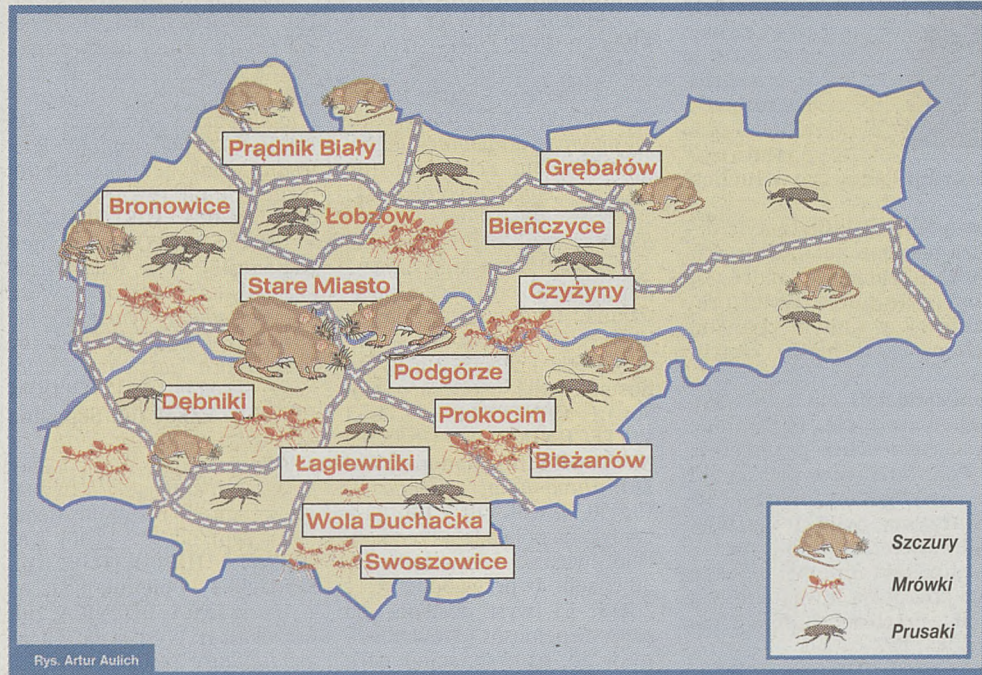 Prądnik Biały
Grębałów
Bronowice
Łobzów
Bieńczyce
Stare Miasto
Czyżyny
Podgórze
Dębniki
Prokocim
Łagiewniki
Bieżanów
Wola Duchacka
Swoszowice
Szczury
Mrówki
Prusaki
Rys. Artur Aulich